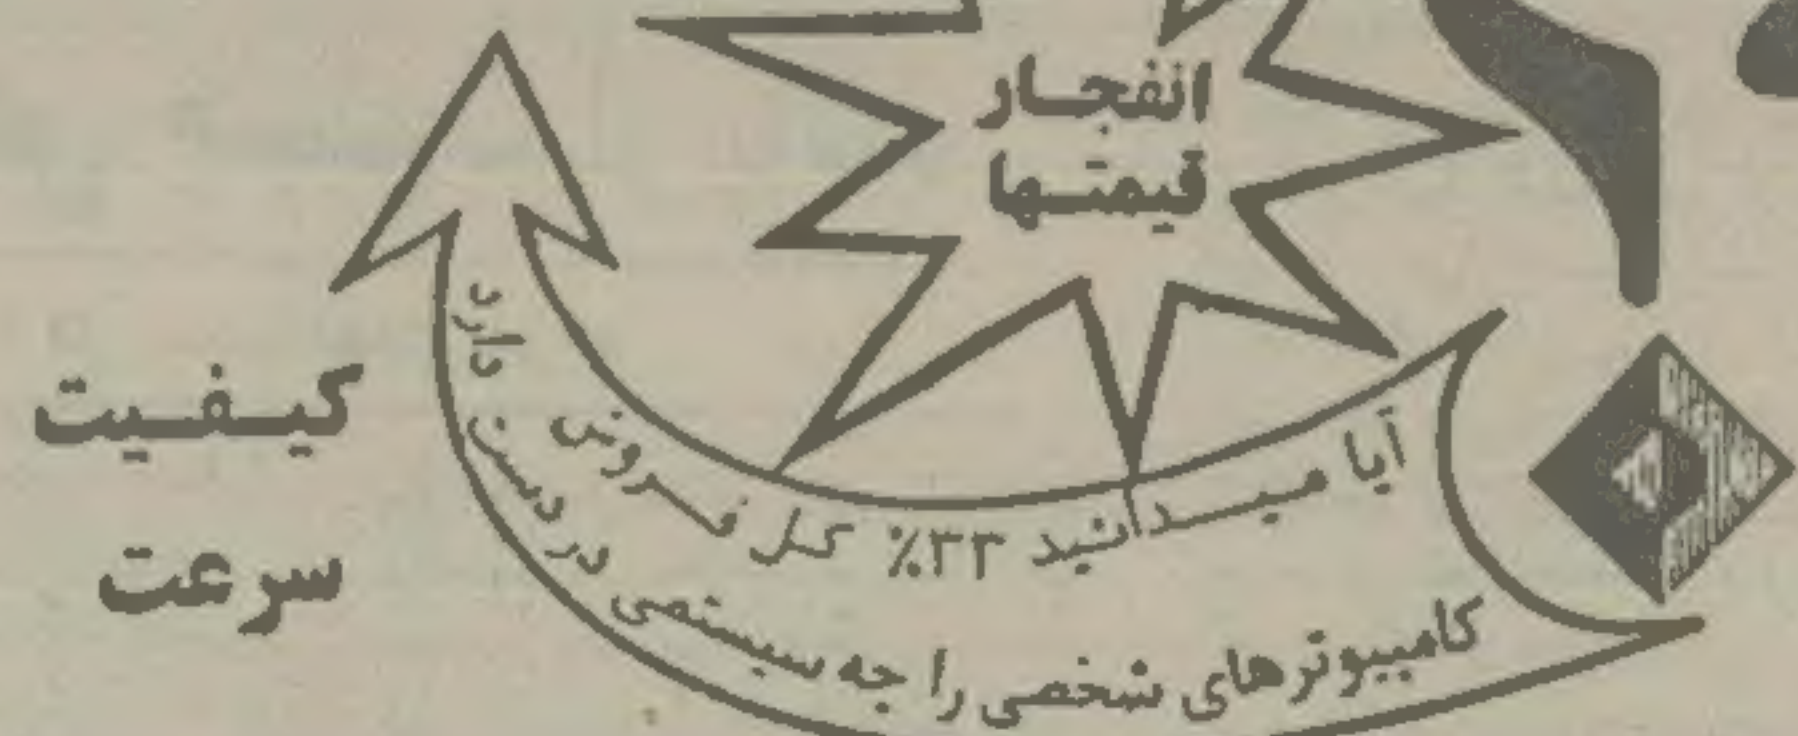 انفجار
قیمتها
آیا میدانید ۳۳٪ کل فروش
کامپیوترهای شخصی را چه سیستمی در دست دارد
کیفیت
سرعت